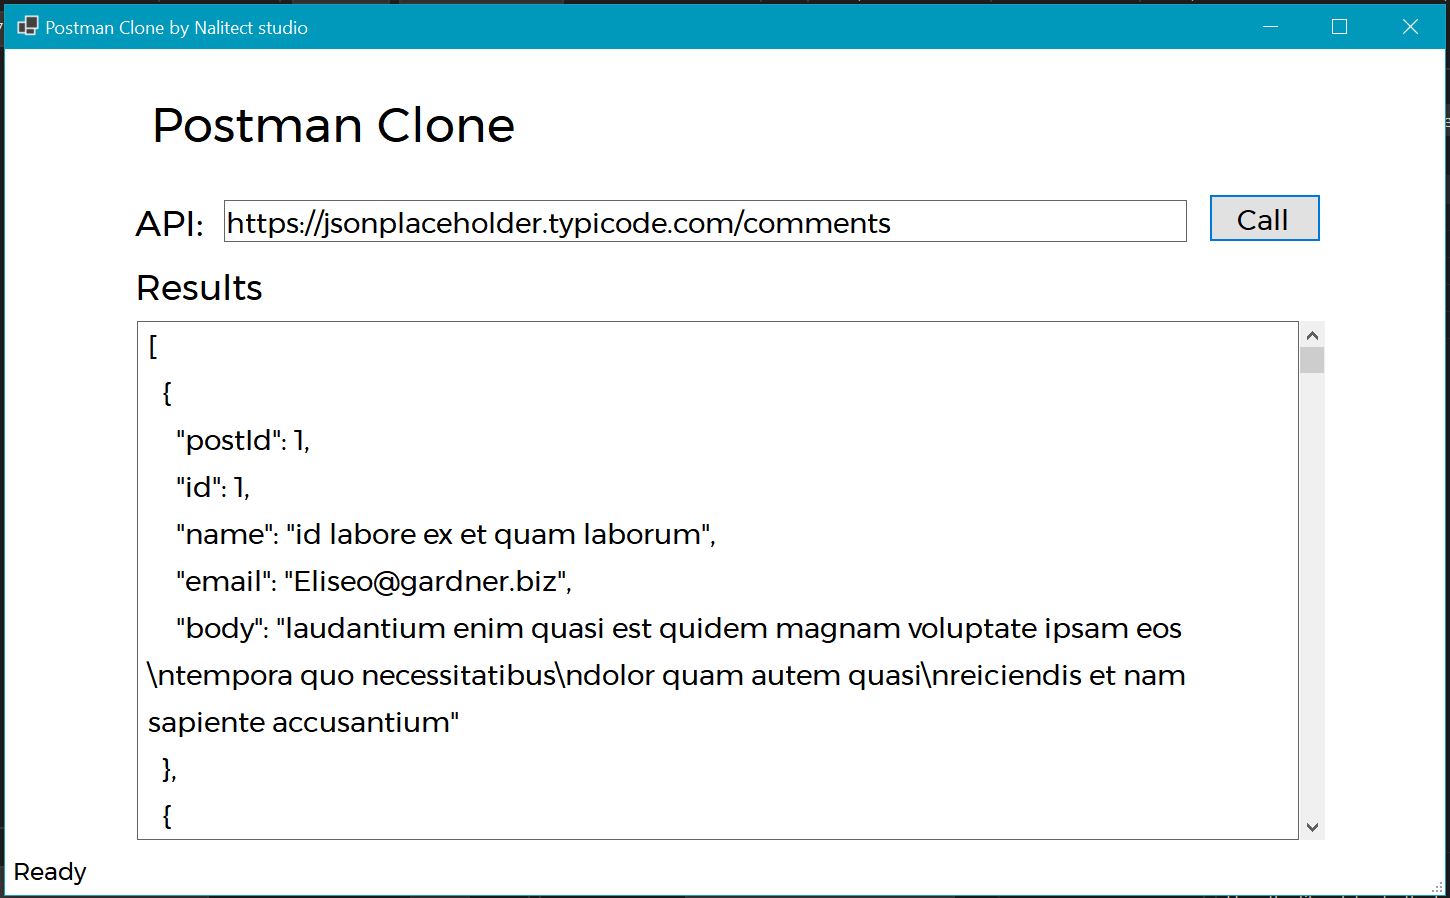 Postman Clone by Nalitect studio
Postman Clone
API: https://jsonplaceholder.typicode.com/comments Call
Results
[
{
"postId": 1,
"id": 1,
"name": "id labore ex et quam laborum",
"email": "Eliseo@gardner.biz",
"body": "laudantium enim quasi est quidem magnam voluptate ipsam eos
\ntempora quo necessitatibus\ndolor quam autem quasi\nreiciendis et nam
sapiente accusantium"
},
{
Ready